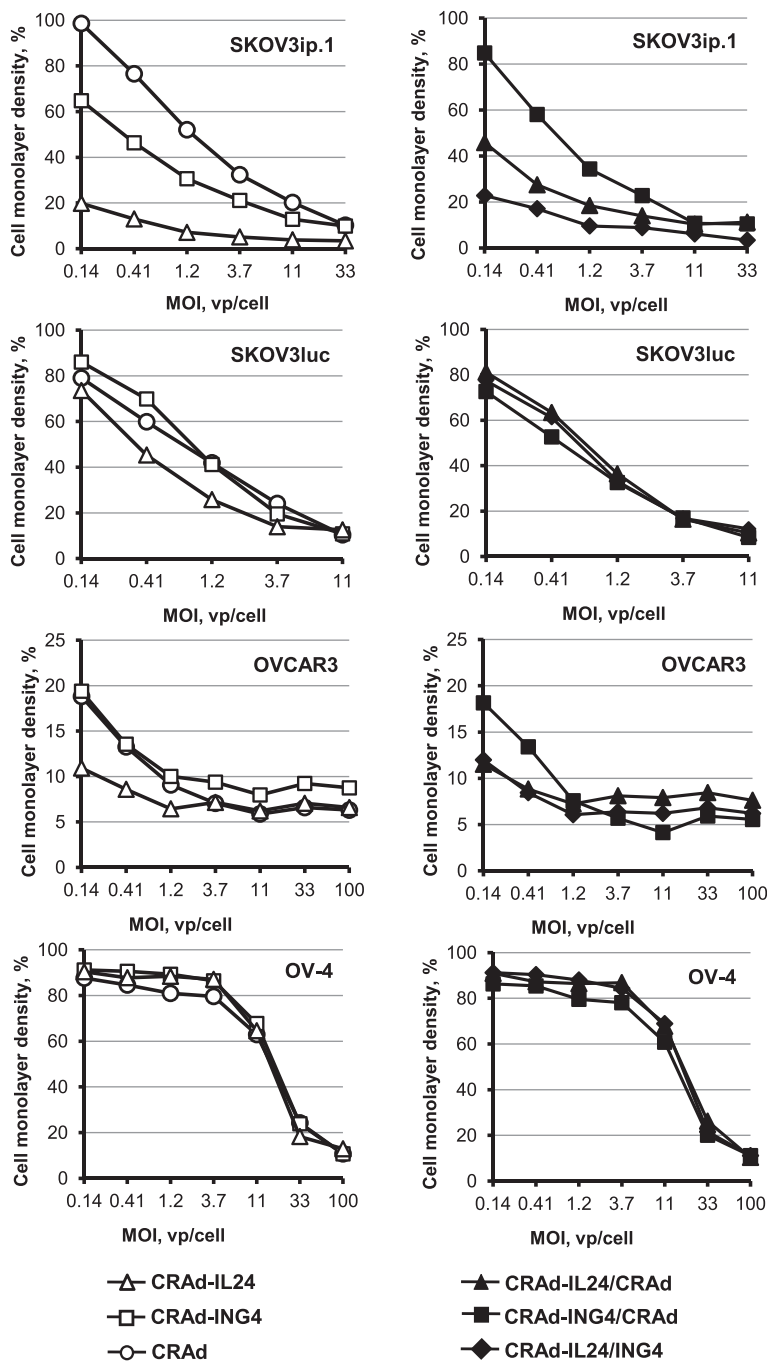 SKOV3ip.1
Cell monolayer density, %
100
80
60
40
20
0
0.14 0.41 1.2 3.7 11 33
MOI, vp/cell
SKOV3ip.1
Cell monolayer density, %
100
80
60
40
20
0
0.14 0.41 1.2 3.7 11 33
MOI, vp/cell
SKOV3luc
Cell monolayer density, %
100
80
60
40
20
0
0.14 0.41 1.2 3.7 11
MOI, vp/cell
SKOV3luc
Cell monolayer density, %
100
80
60
40
20
0
0.14 0.41 1.2 3.7 11
MOI, vp/cell
OVCAR3
Cell monolayer density, %
25
20
15
10
5
0
0.14 0.41 1.2 3.7 11 33 100
MOI, vp/cell
OVCAR3
Cell monolayer density, %
25
20
15
10
5
0
0.14 0.41 1.2 3.7 11 33 100
MOI, vp/cell
OV-4
Cell monolayer density, %
100
80
60
40
20
0
0.14 0.41 1.2 3.7 11 33 100
MOI, vp/cell
OV-4
Cell monolayer density, %
100
80
60
40
20
0
0.14 0.41 1.2 3.7 11 33 100
MOI, vp/cell
CRAd-IL24
CRAd-ING4
CRAd
CRAd-IL24/CRAd
CRAd-ING4/CRAd
CRAd-IL24/ING4